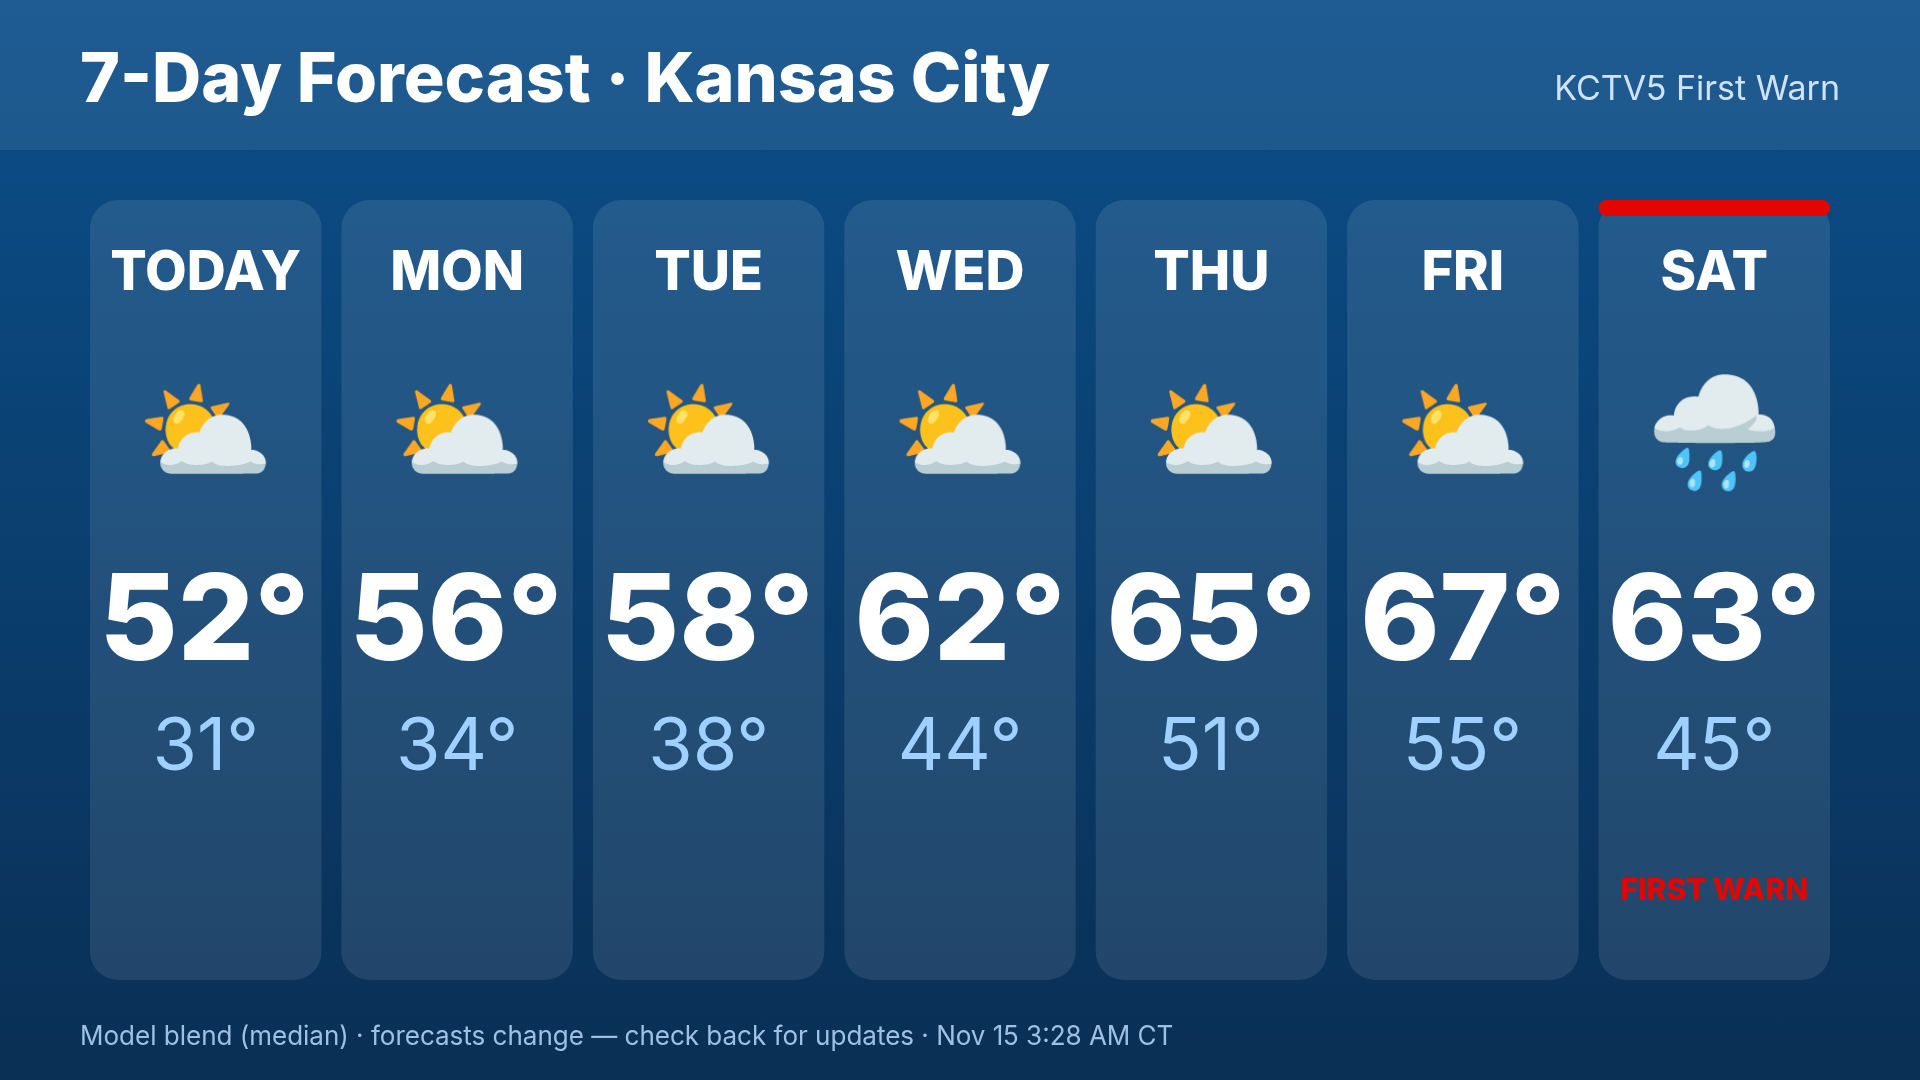 7-Day Forecast · Kansas City
KCTV5 First Warn
TODAY MON TUE WED THU FRI SAT
52° 56° 58° 62° 65° 67° 63°
31° 34° 38° 44° 51° 55° 45°
FIRST WARN
Model blend (median) · forecasts change — check back for updates · Nov 15 3:28 AM CT